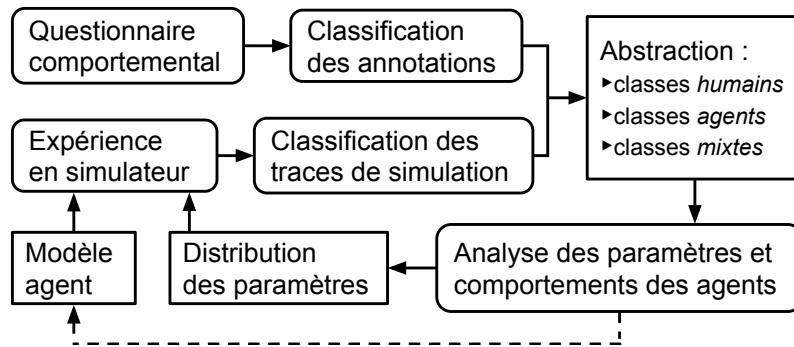 Questionnaire
comportemental
Classification
des annotations
Abstraction :
▸classes humains
▸classes agents
▸classes mixtes
Expérience
en simulateur
Classification des
traces de simulation
Modèle
agent
Distribution
des paramètres
Analyse des paramètres et
comportements des agents